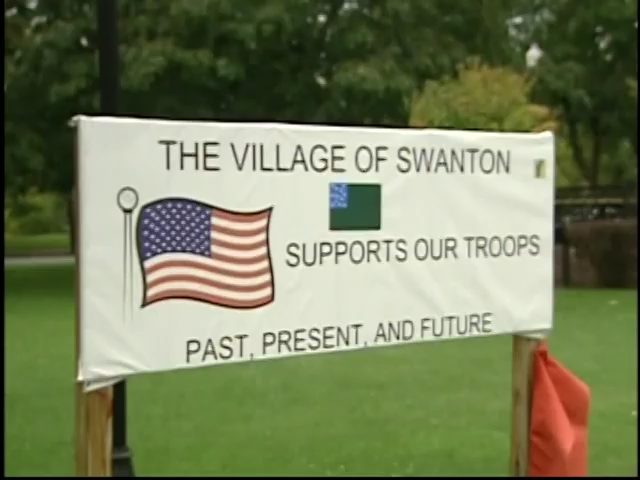 THE VILLAGE OF SWANTON
SUPPORTS OUR TROOPS
PAST, PRESENT, AND FUTURE